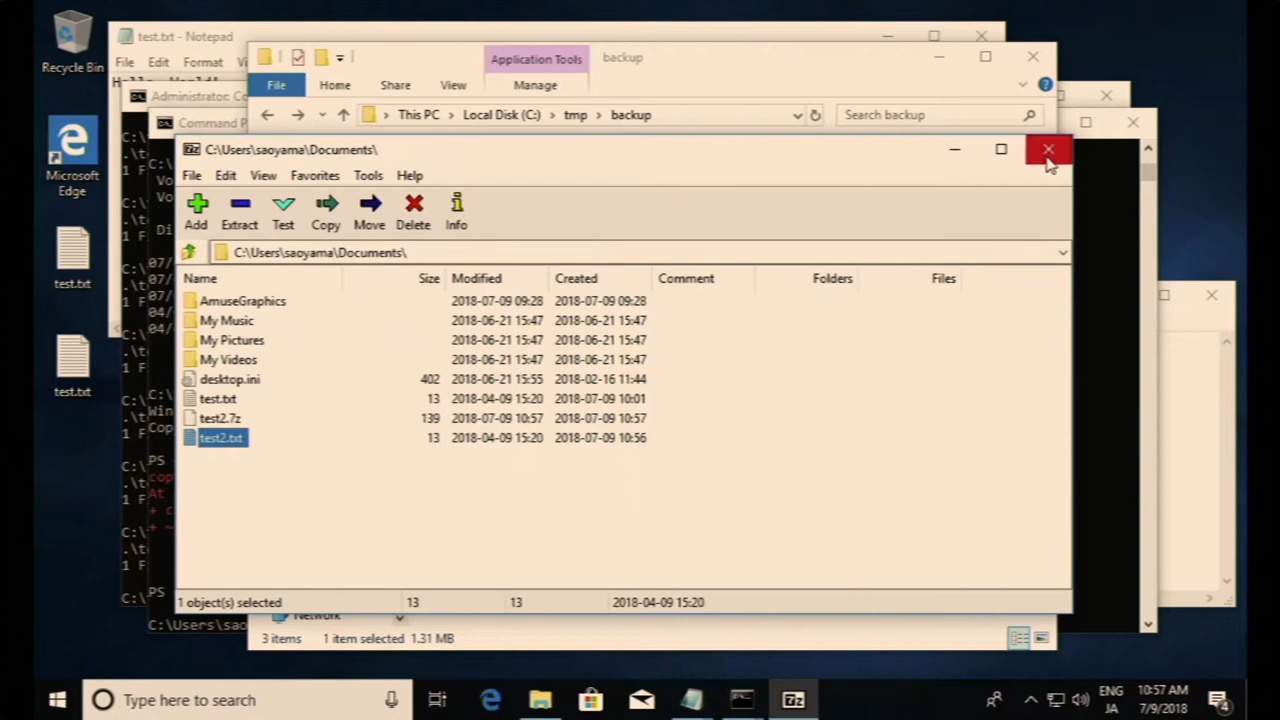 Recycle Bin
Microsoft
Edge
test.txt
test.txt
test.txt - Notepad
File Edit Format
Administrator: Co
Command P
Application Tools
backup
File Home Share View Manage
This PC Local Disk (C:) tmp backup
Search backup
C:\Users\saoyama\Documents\
File Edit View Favorites Tools Help
Add Extract Test Copy Move Delete Info
C:\Users\saoyama\Documents\
Name Size Modified Created Comment Folders Files
AmuseGraphics 2018-07-09 09:28 2018-07-09 09:28
My Music 2018-06-21 15:47 2018-06-21 15:47
My Pictures 2018-06-21 15:47 2018-06-21 15:47
My Videos 2018-06-21 15:47 2018-06-21 15:47
desktop.ini 402 2018-06-21 15:55 2018-02-16 11:44
test.txt 13 2018-04-09 15:20 2018-07-09 10:01
test2.7z 139 2018-07-09 10:57 2018-07-09 10:57
test2.txt 13 2018-04-09 15:20 2018-07-09 10:56
1 object(s) selected 13 13 2018-04-09 15:20
Network
C:\Users\sao
3 items 1 item selected 1.31 MB
Type here to search
ENG
JA
10:57 AM
7/9/2018
4